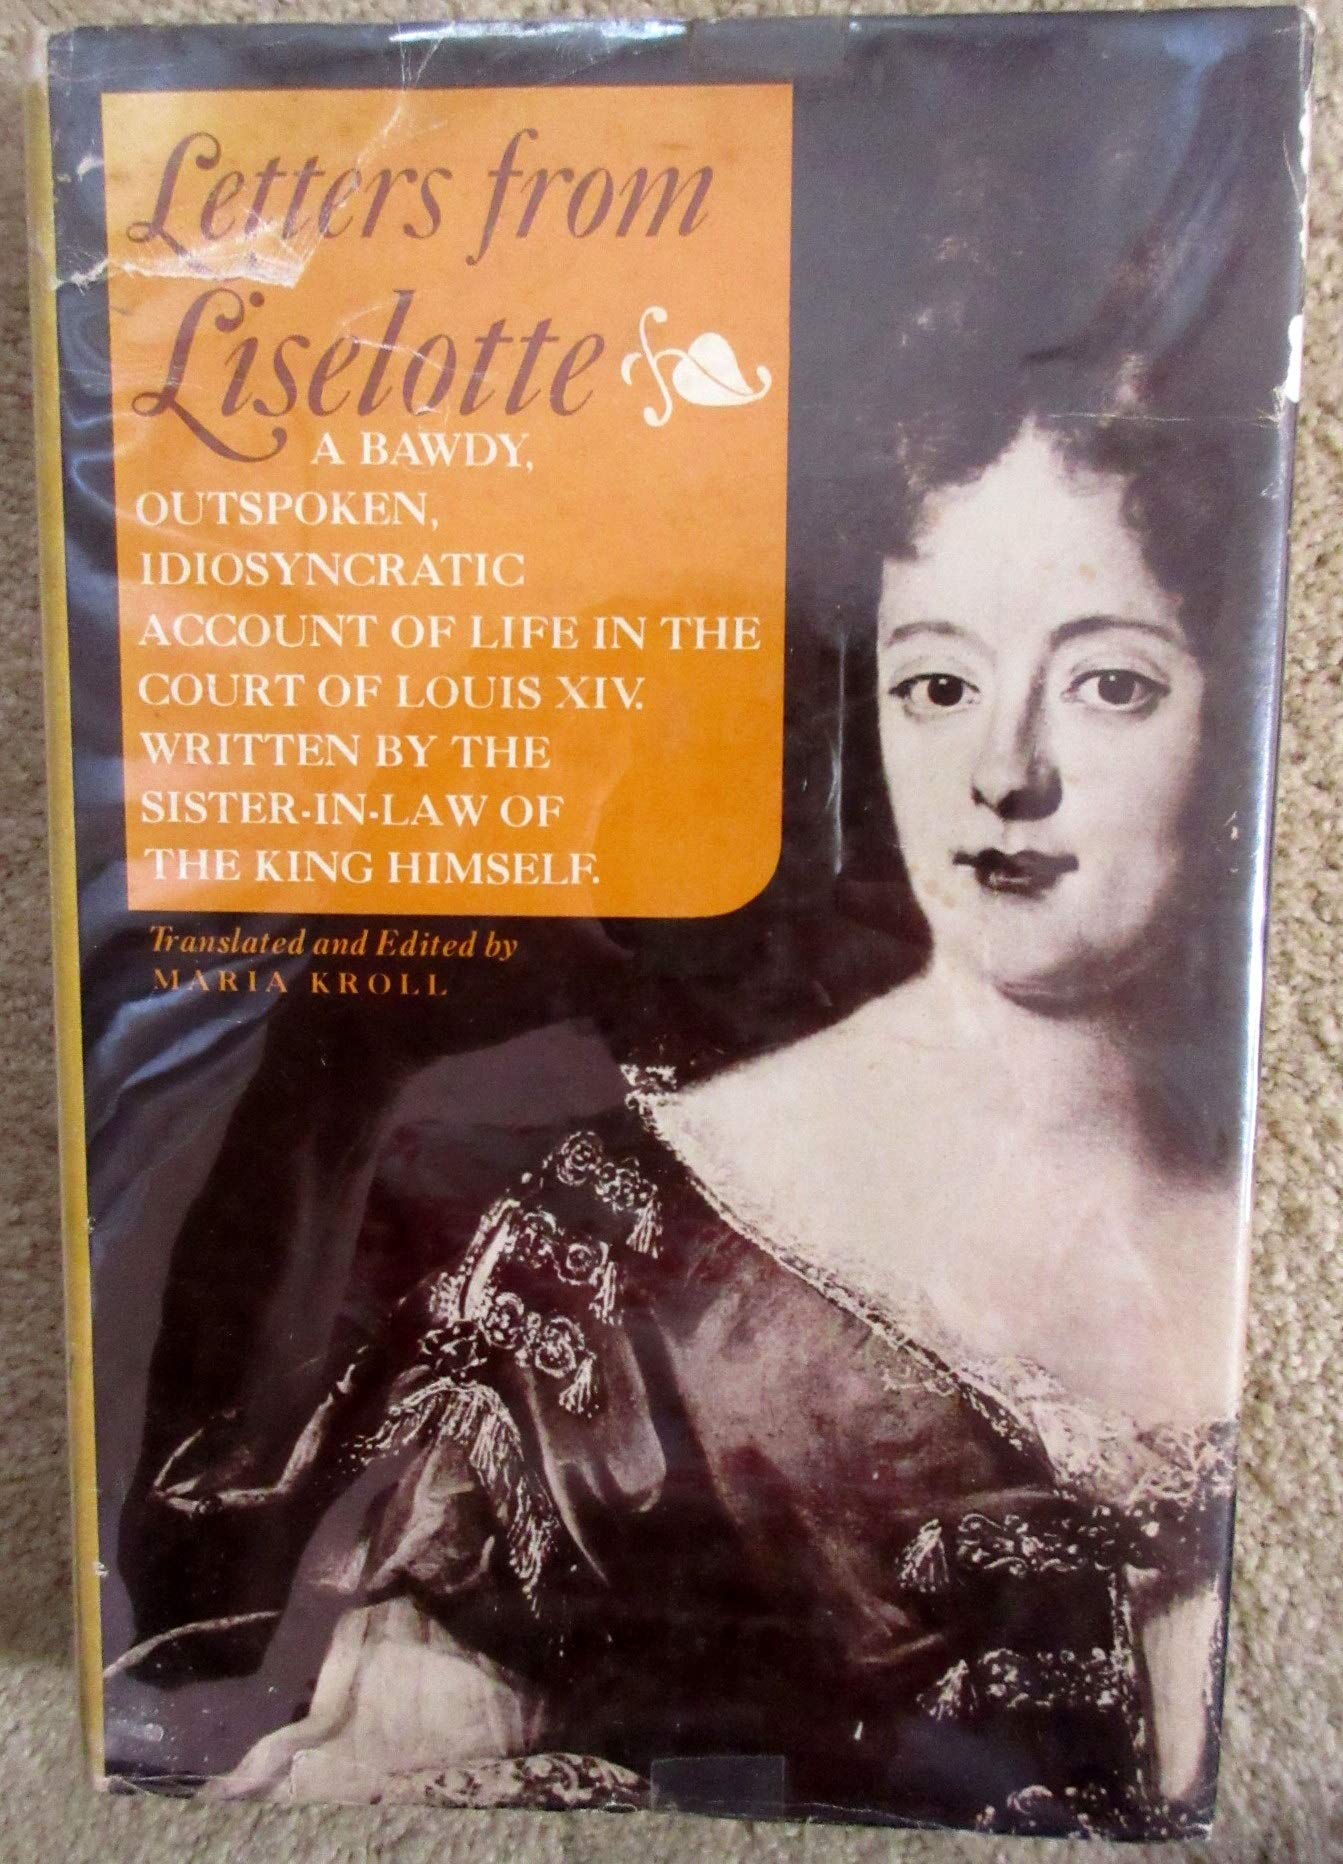 Letters from
Liselotte
A BAWDY,
OUTSPOKEN,
IDIOSYNCRATIC
ACCOUNT OF LIFE IN THE
COURT OF LOUIS XIV.
WRITTEN BY THE
SISTER-IN-LAW OF
THE KING HIMSELF.
Translated and Edited by
MARIA KROLL